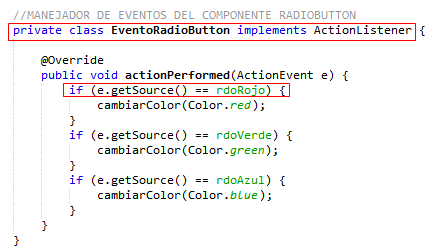 //MANEJADOR DE EVENTOS DEL COMPONENTE RADIOBUTTON
private class EventoRadioButton implements ActionListener {
@Override
public void actionPerformed(ActionEvent e) {
if (e.getSource() == rdoRojo) {
cambiarColor(Color.red);
}
if (e.getSource() == rdoVerde) {
cambiarColor(Color.green);
}
if (e.getSource() == rdoAzul) {
cambiarColor(Color.blue);
}
}
}